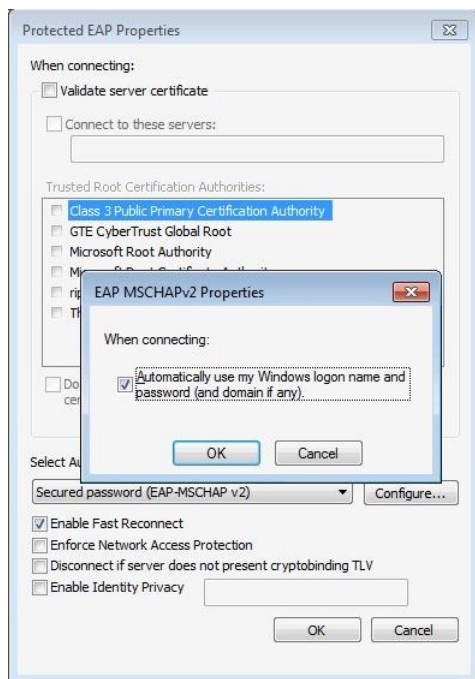 Protected EAP Properties
When connecting:
Validate server certificate
Connect to these servers:
Trusted Root Certification Authorities:
Class 3 Public Primary Certification Authority
GTE CyberTrust Global Root
Microsoft Root Authority
EAP MSCHAPv2 Properties
When connecting:
Automatically use my Windows logon name and
password (and domain if any).
OK Cancel
Secured password (EAP-MSCHAP v2) Configure...
Enable Fast Reconnect
Enforce Network Access Protection
Disconnect if server does not present cryptobinding TLV
Enable Identity Privacy
OK Cancel